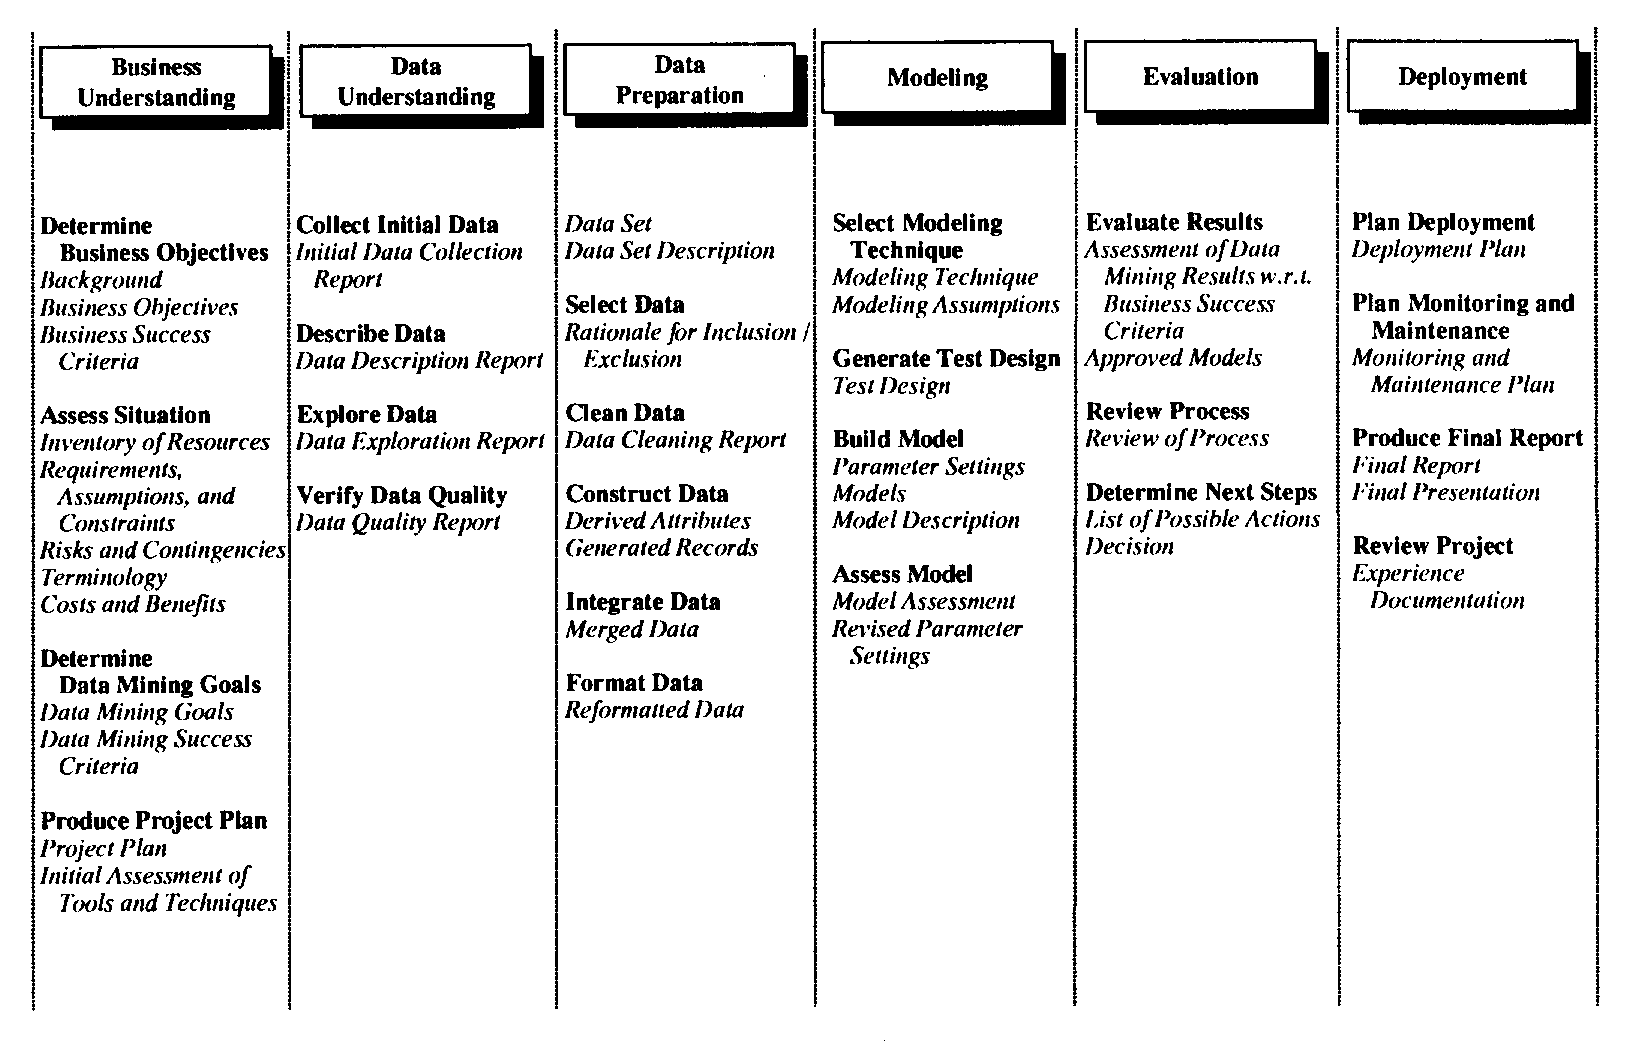 Business
Understanding
Data
Understanding
Data
Preparation
Modeling
Evaluation
Deployment
Determine
Business Objectives
Background
Business Objectives
Business Success
Criteria
Assess Situation
Inventory of Resources
Requirements,
Assumptions, and
Constraints
Risks and Contingencies
Terminology
Costs and Benefits
Determine
Data Mining Goals
Data Mining Goals
Data Mining Success
Criteria
Produce Project Plan
Project Plan
Initial Assessment of
Tools and Techniques
Collect Initial Data
Initial Data Collection
Report
Describe Data
Data Description Report
Explore Data
Data Exploration Report
Verify Data Quality
Data Quality Report
Data Set
Data Set Description
Select Data
Rationale for Inclusion /
Exclusion
Clean Data
Data Cleaning Report
Construct Data
Derived Attributes
Generated Records
Integrate Data
Merged Data
Format Data
Reformatted Data
Select Modeling
Technique
Modeling Technique
Modeling Assumptions
Generate Test Design
Test Design
Build Model
Parameter Settings
Models
Model Description
Assess Model
Model Assessment
Revised Parameter
Settings
Evaluate Results
Assessment of Data
Mining Results w.r.t.
Business Success
Criteria
Approved Models
Review Process
Review of Process
Determine Next Steps
List of Possible Actions
Decision
Plan Deployment
Deployment Plan
Plan Monitoring and
Maintenance
Monitoring and
Maintenance Plan
Produce Final Report
Final Report
Final Presentation
Review Project
Experience
Documentation